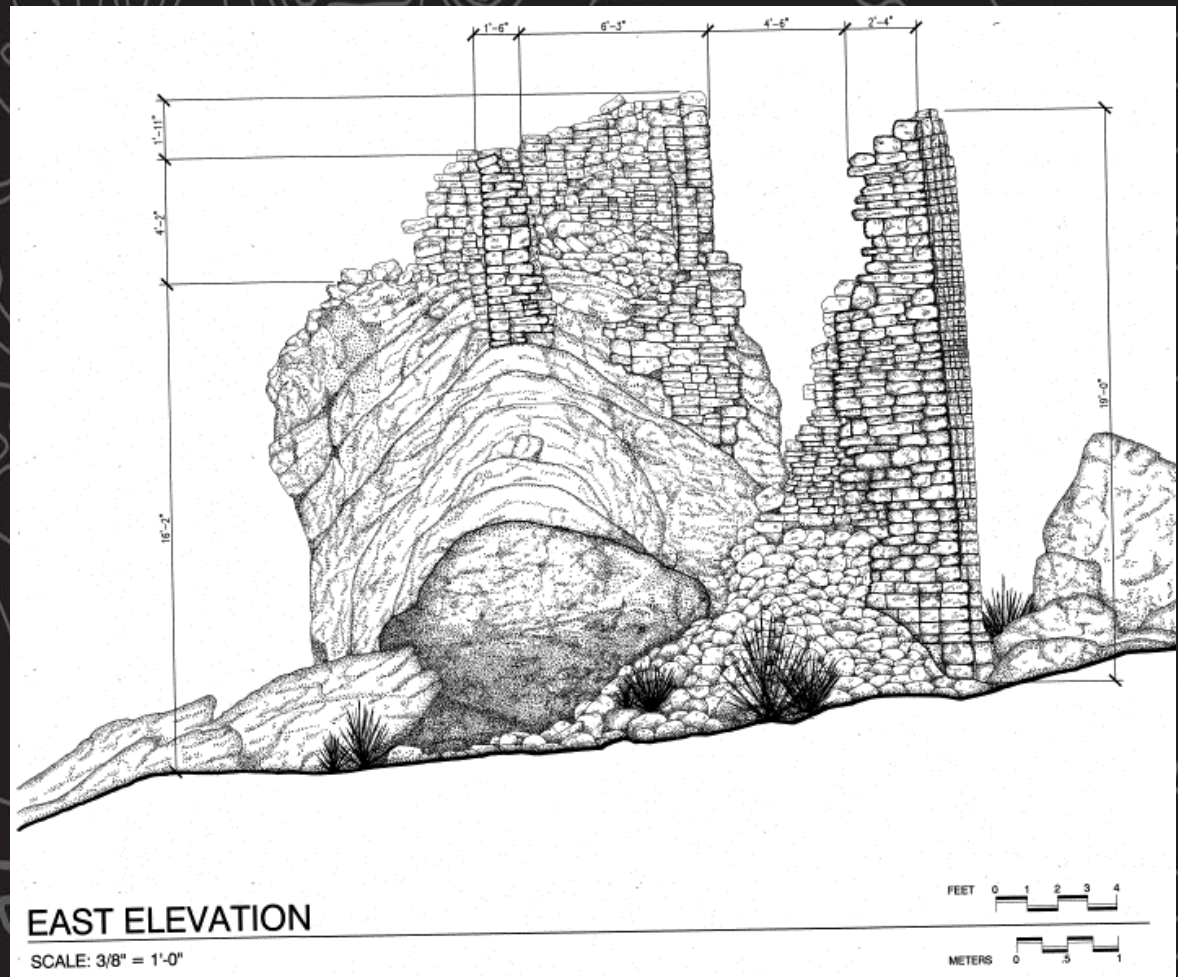 1'-6"
6'-3"
4'-6"
2'-4"
1'-11"
4'-2"
16'-2"
19'-0"
EAST ELEVATION
SCALE: 3/8" = 1'-0"
FEET 0 1 2 3 4
METERS 0 .5 1